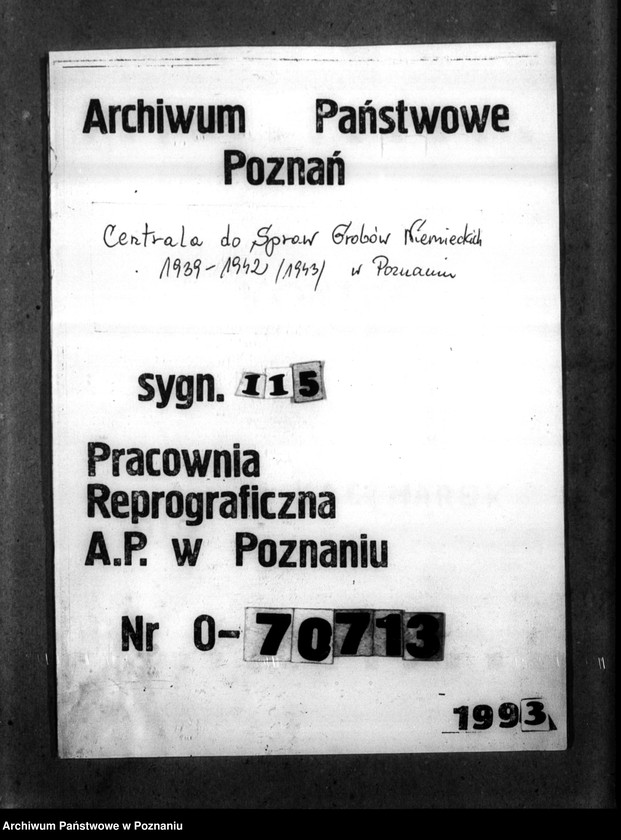 Archiwum Państwowe
Poznań
Centrala do Spraw Grobów Niemieckich
1939-1942 /1943/ w Poznaniu
sygn. 115
Pracownia
Reprograficzna
A.P. w Poznaniu
Nr 0-70713
1993
Archiwum Państwowe w Poznaniu